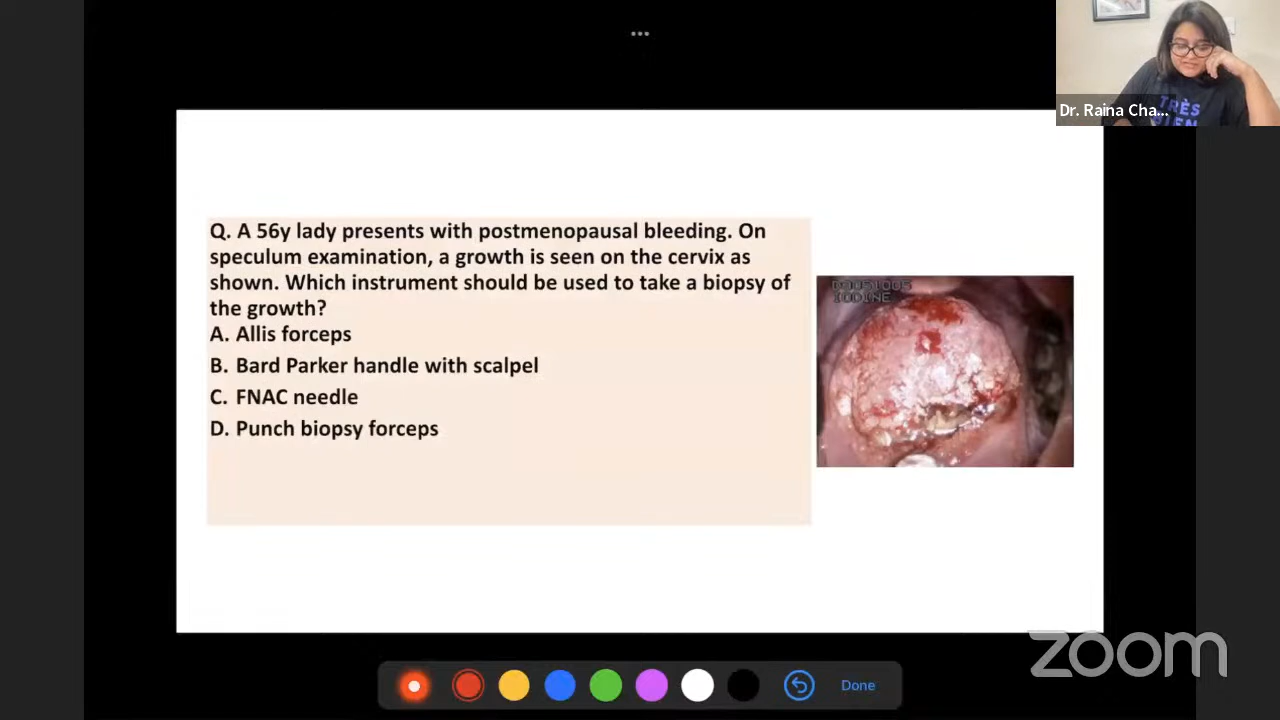 Dr. Raina Cha...
TRÈS
Q. A 56y lady presents with postmenopausal bleeding. On
speculum examination, a growth is seen on the cervix as
shown. Which instrument should be used to take a biopsy of
the growth?
A. Allis forceps
B. Bard Parker handle with scalpel
C. FNAC needle
D. Punch biopsy forceps
IODINE
zoom
Done